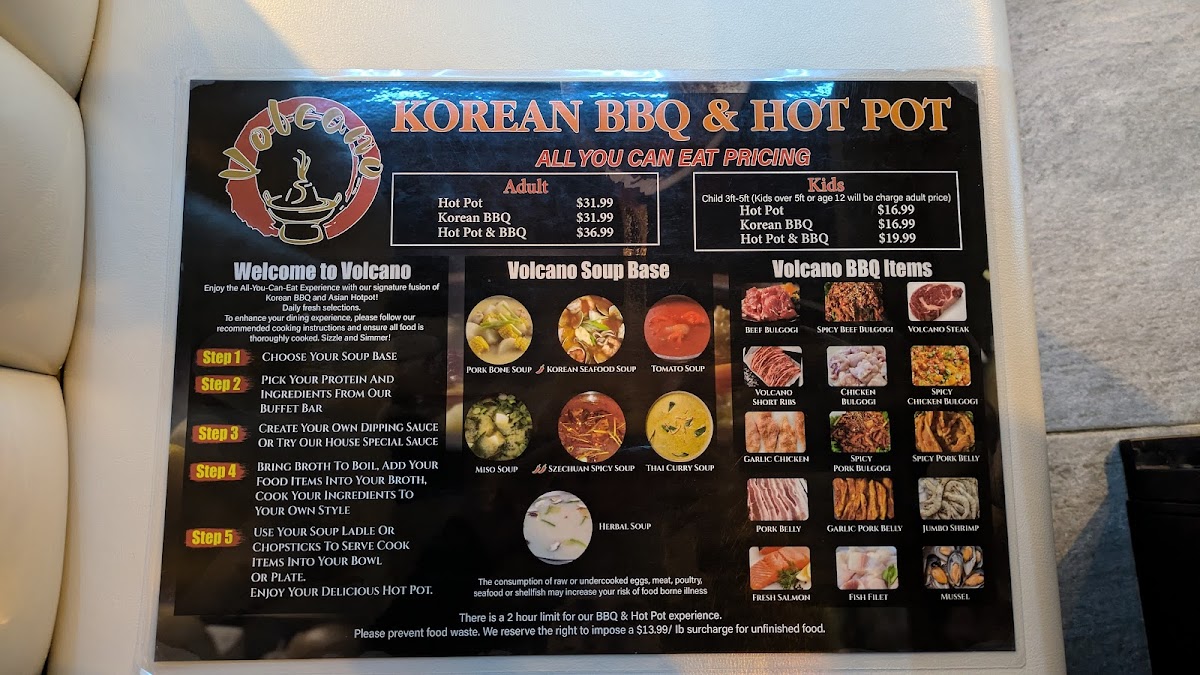 Volcano
KOREAN BBQ & HOT POT
ALL YOU CAN EAT PRICING
Adult
Hot Pot $31.99
Korean BBQ $31.99
Hot Pot & BBQ $36.99
Kids
Child 3ft-5ft (Kids over 5ft or age 12 will be charge adult price)
Hot Pot $16.99
Korean BBQ $16.99
Hot Pot & BBQ $19.99
Welcome to Volcano
Enjoy the All-You-Can-Eat Experience with our signature fusion of
Korean BBQ and Asian Hotpot!
Daily fresh selections.
To enhance your dining experience, please follow our
recommended cooking instructions and ensure all food is
thoroughly cooked. Sizzle and Simmer!
Step 1 CHOOSE YOUR SOUP BASE
Step 2 PICK YOUR PROTEIN AND
INGREDIENTS FROM OUR
BUFFET BAR
Step 3 CREATE YOUR OWN DIPPING SAUCE
OR TRY OUR HOUSE SPECIAL SAUCE
Step 4 BRING BROTH TO BOIL, ADD YOUR
FOOD ITEMS INTO YOUR BROTH,
COOK YOUR INGREDIENTS TO
YOUR OWN STYLE
Step 5 USE YOUR SOUP LADLE OR
CHOPSTICKS TO SERVE COOK
ITEMS INTO YOUR BOWL
OR PLATE.
ENJOY YOUR DELICIOUS HOT POT.
Volcano Soup Base
PORK BONE SOUP
KOREAN SEAFOOD SOUP
TOMATO SOUP
MISO SOUP
SZECHUAN SPICY SOUP
THAI CURRY SOUP
HERBAL SOUP
The consumption of raw or undercooked eggs, meat, poultry,
seafood or shellfish may increase your risk of food borne illness
Volcano BBQ Items
BEEF BULGOGI
SPICY BEEF BULGOGI
VOLCANO STEAK
VOLCANO
SHORT RIBS
CHICKEN
BULGOGI
SPICY
CHICKEN BULGOGI
GARLIC CHICKEN
SPICY
PORK BULGOGI
SPICY PORK BELLY
PORK BELLY
GARLIC PORK BELLY
JUMBO SHRIMP
FRESH SALMON
FISH FILET
MUSSEL
There is a 2 hour limit for our BBQ & Hot Pot experience.
Please prevent food waste. We reserve the right to impose a $13.99/ lb surcharge for unfinished food.